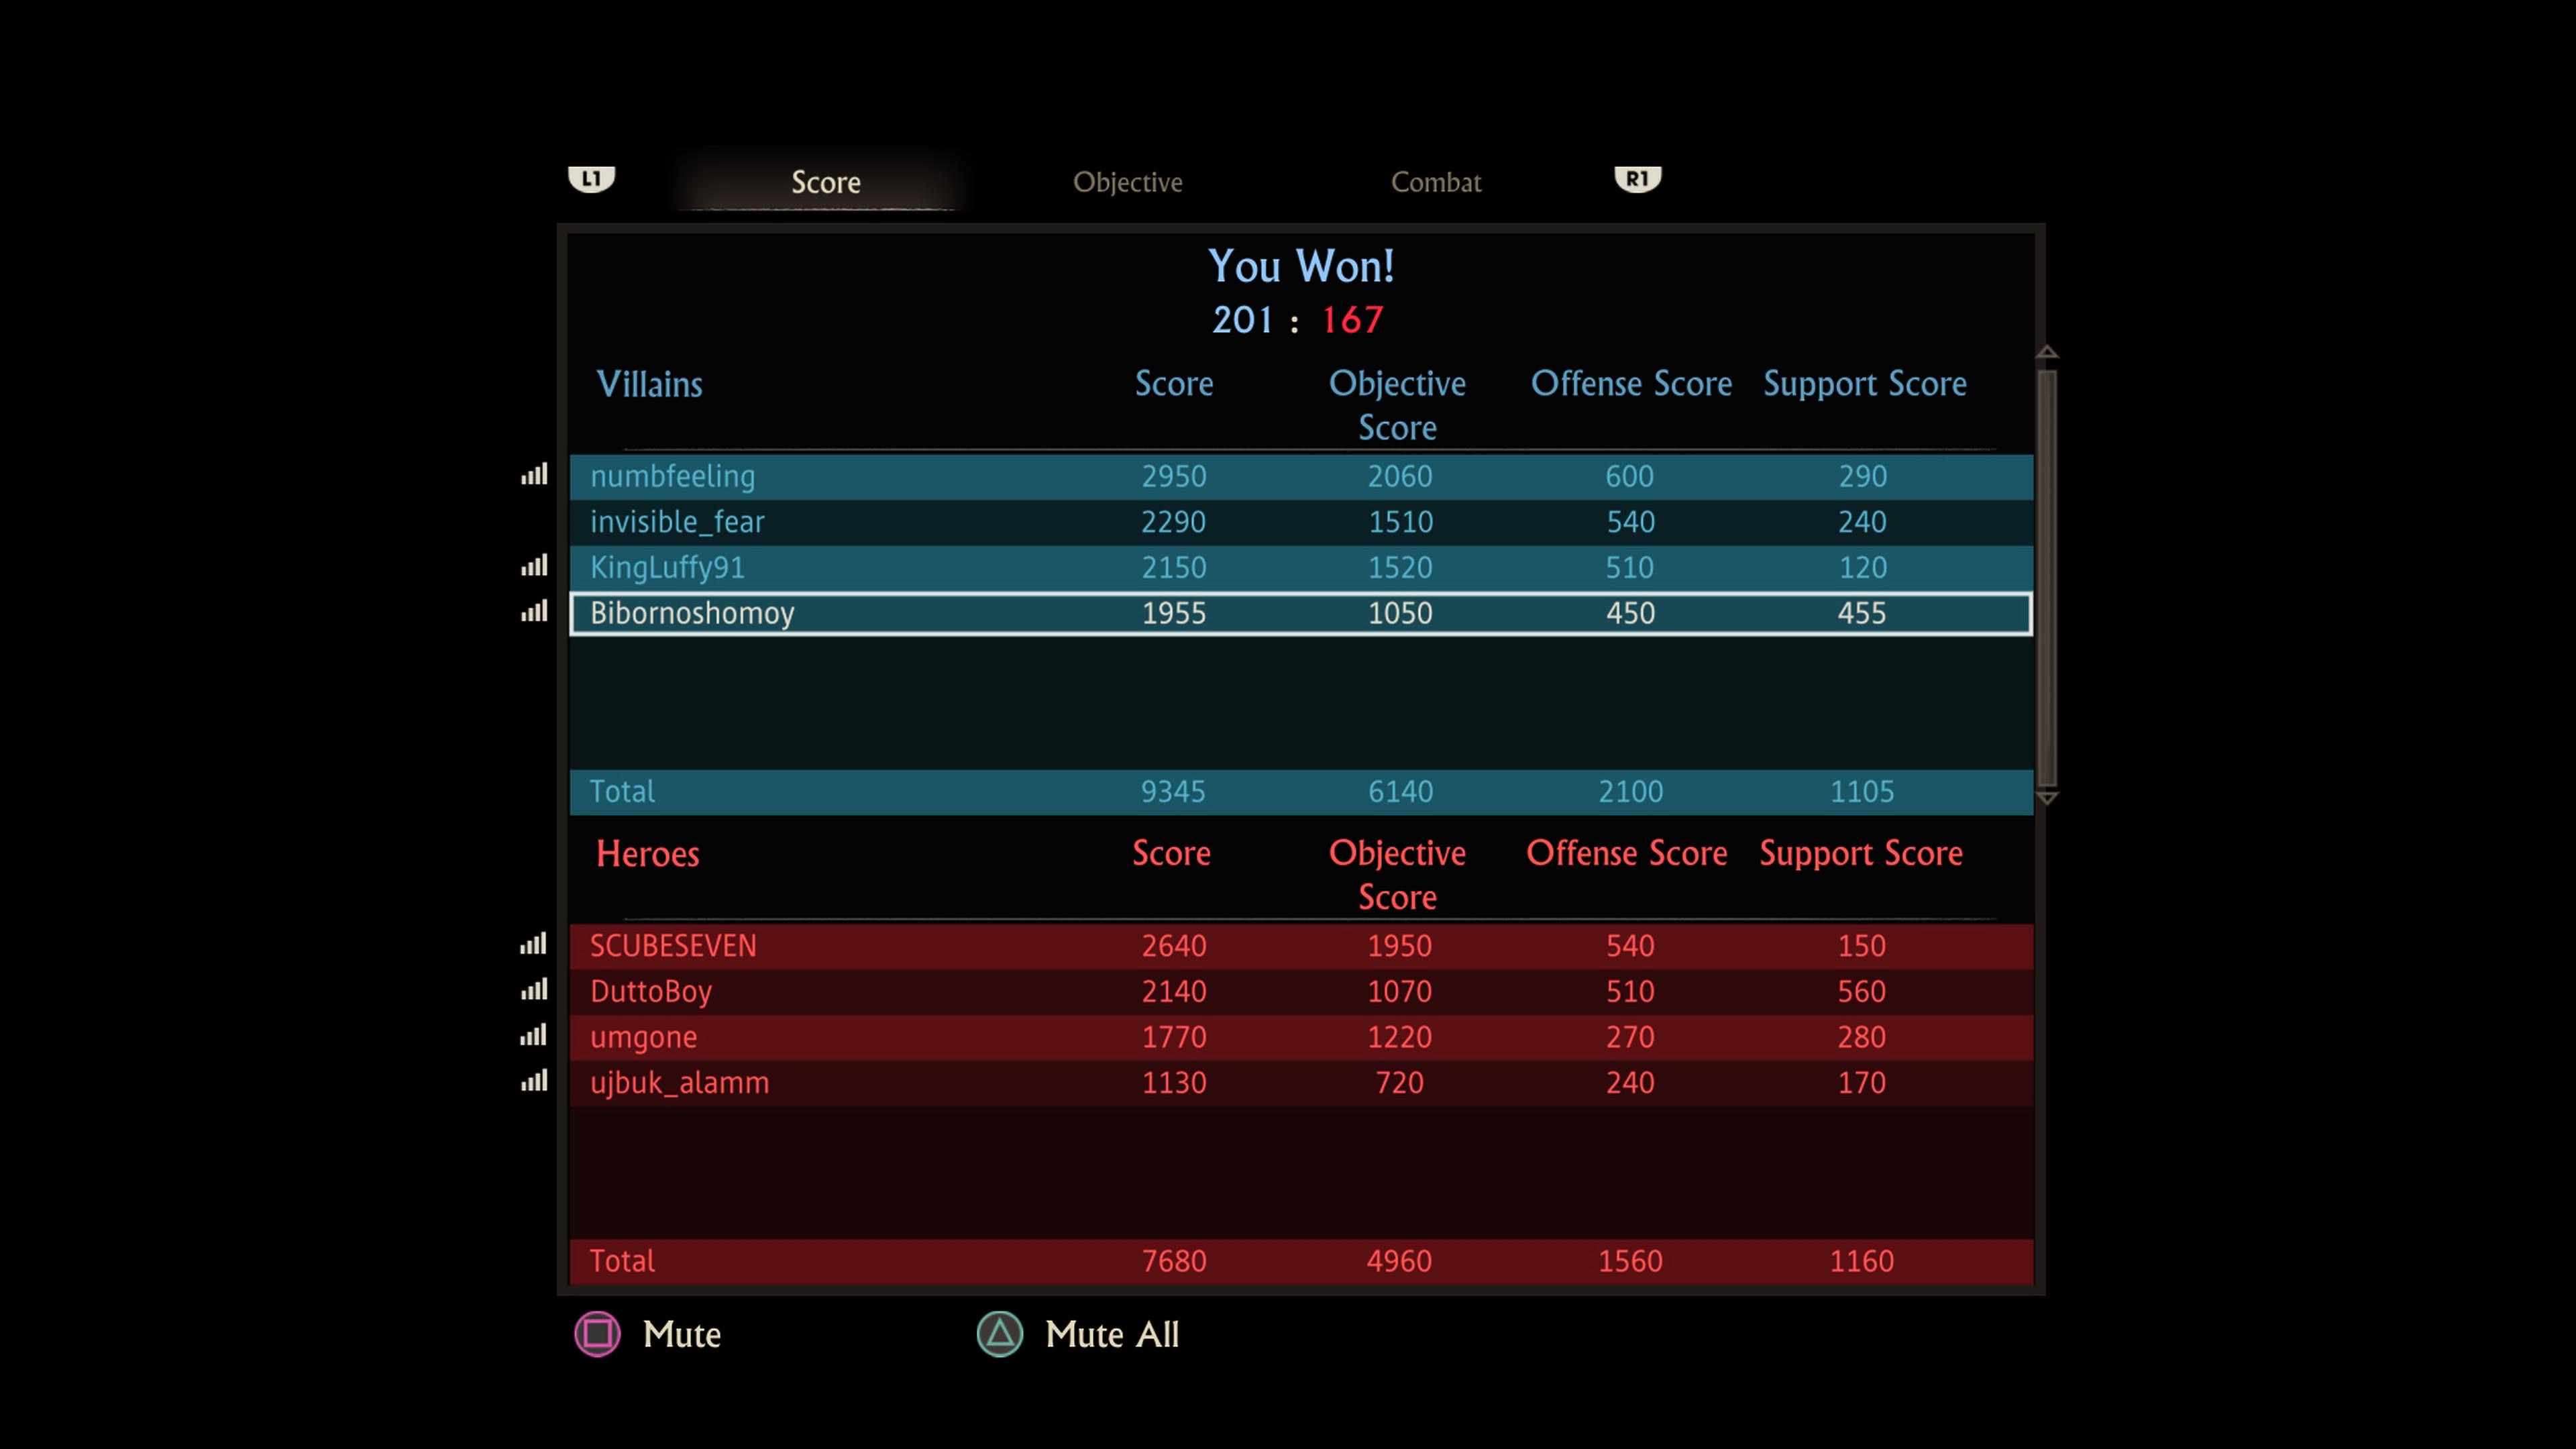 L1 Score Objective Combat R1
You Won!
201 : 167
Villains Score Objective Score Offense Score Support Score
numbfeeling 2950 2060 600 290
invisible_fear 2290 1510 540 240
KingLuffy91 2150 1520 510 120
Bibornoshomoy 1955 1050 450 455
Total 9345 6140 2100 1105
Heroes Score Objective Score Offense Score Support Score
SCUBESEVEN 2640 1950 540 150
DuttoBoy 2140 1070 510 560
umgone 1770 1220 270 280
ujbuk_alamm 1130 720 240 170
Total 7680 4960 1560 1160
Mute Mute All